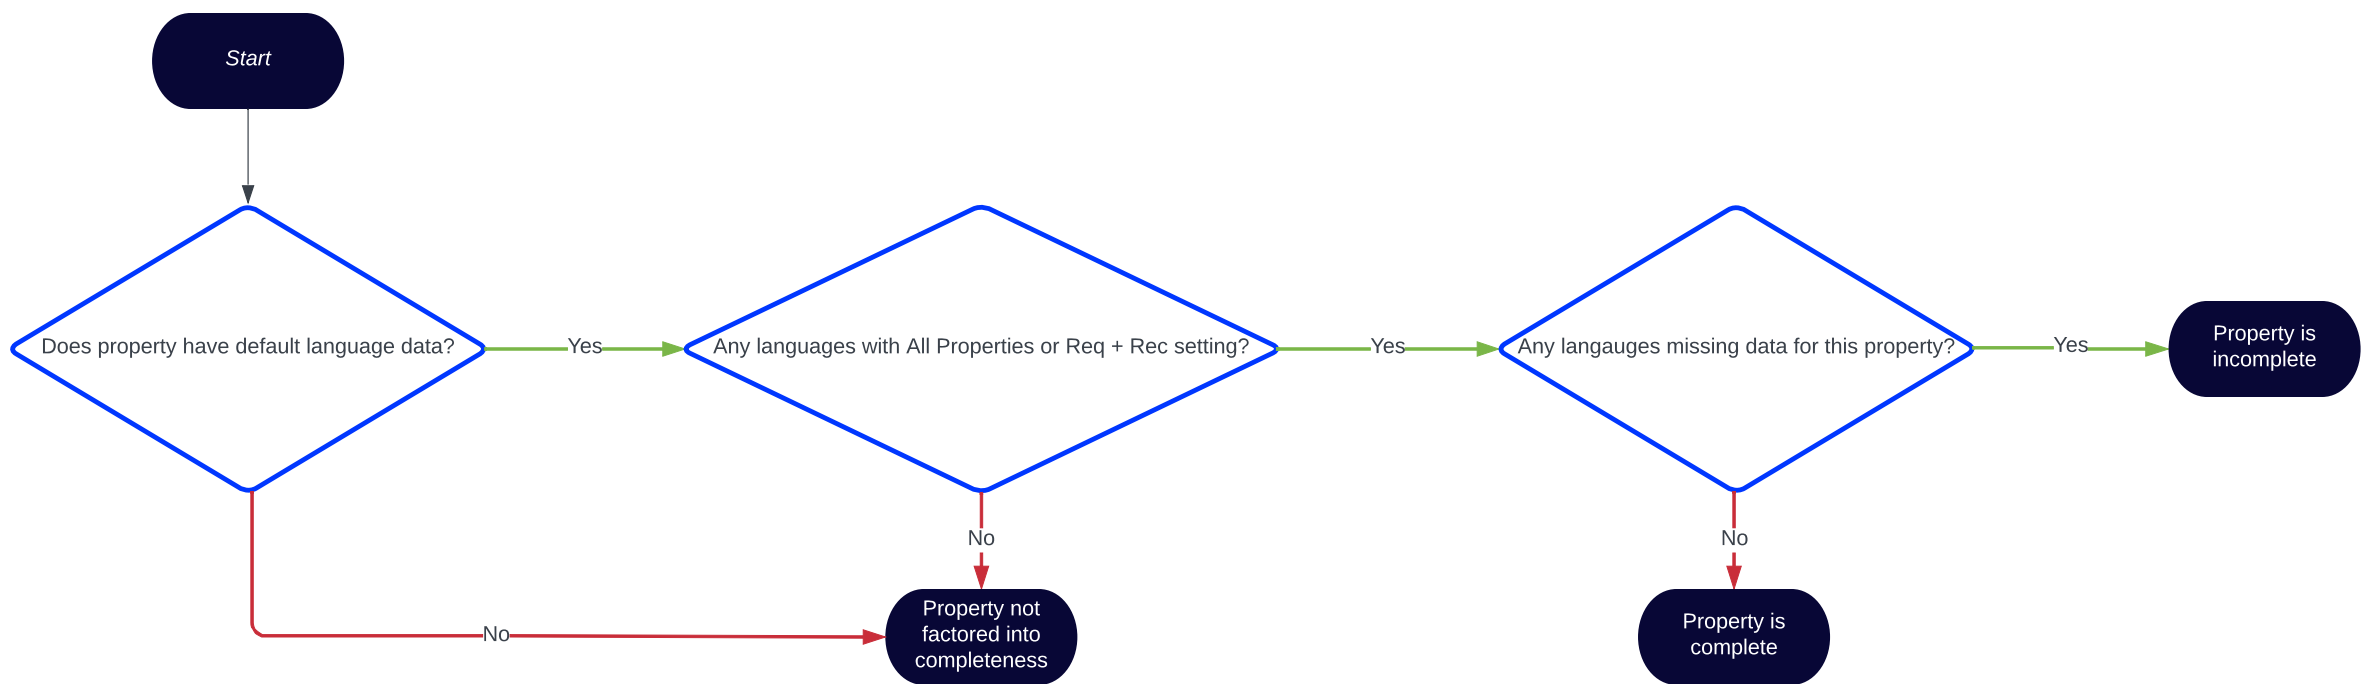 Start
Does property have default language data?
Yes
Any languages with All Properties or Req + Rec setting?
Yes
Any langauges missing data for this property?
Yes
Property is
incomplete
No
No
No
Property not
factored into
completeness
Property is
complete